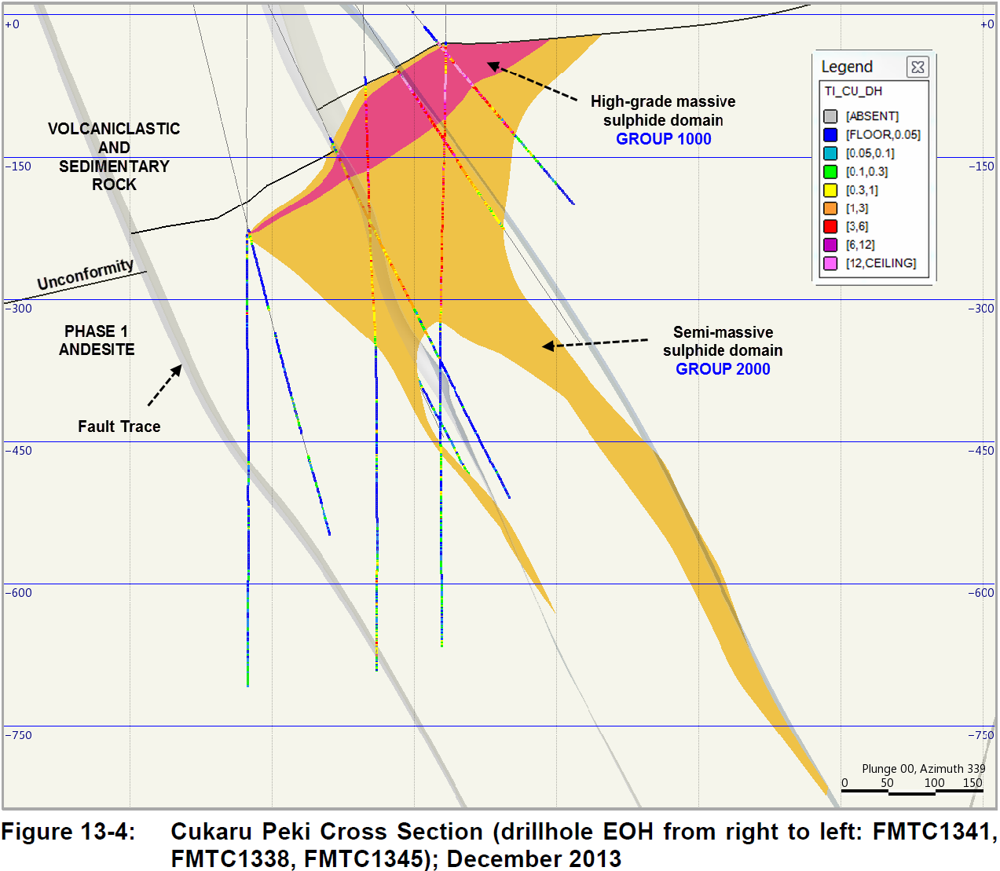 +0
+0
Legend
TI_CU_DH
[ABSENT]
[FLOOR,0.05]
[0.05,0.1]
[0.1,0.3]
[0.3,1]
[1,3]
[3,6]
[6,12]
[12,CEILING]
High-grade massive
sulphide domain
GROUP 1000
VOLCANICLASTIC
AND
SEDIMENTARY
ROCK
−150
−150
Unconformity
−300
−300
PHASE 1
ANDESITE
Semi-massive
sulphide domain
GROUP 2000
Fault Trace
−450
−450
−600
−600
−750
−750
Plunge 00, Azimuth 339
0 50 100 150
Figure 13-4: Cukaru Peki Cross Section (drillhole EOH from right to left: FMTC1341,
FMTC1338, FMTC1345); December 2013